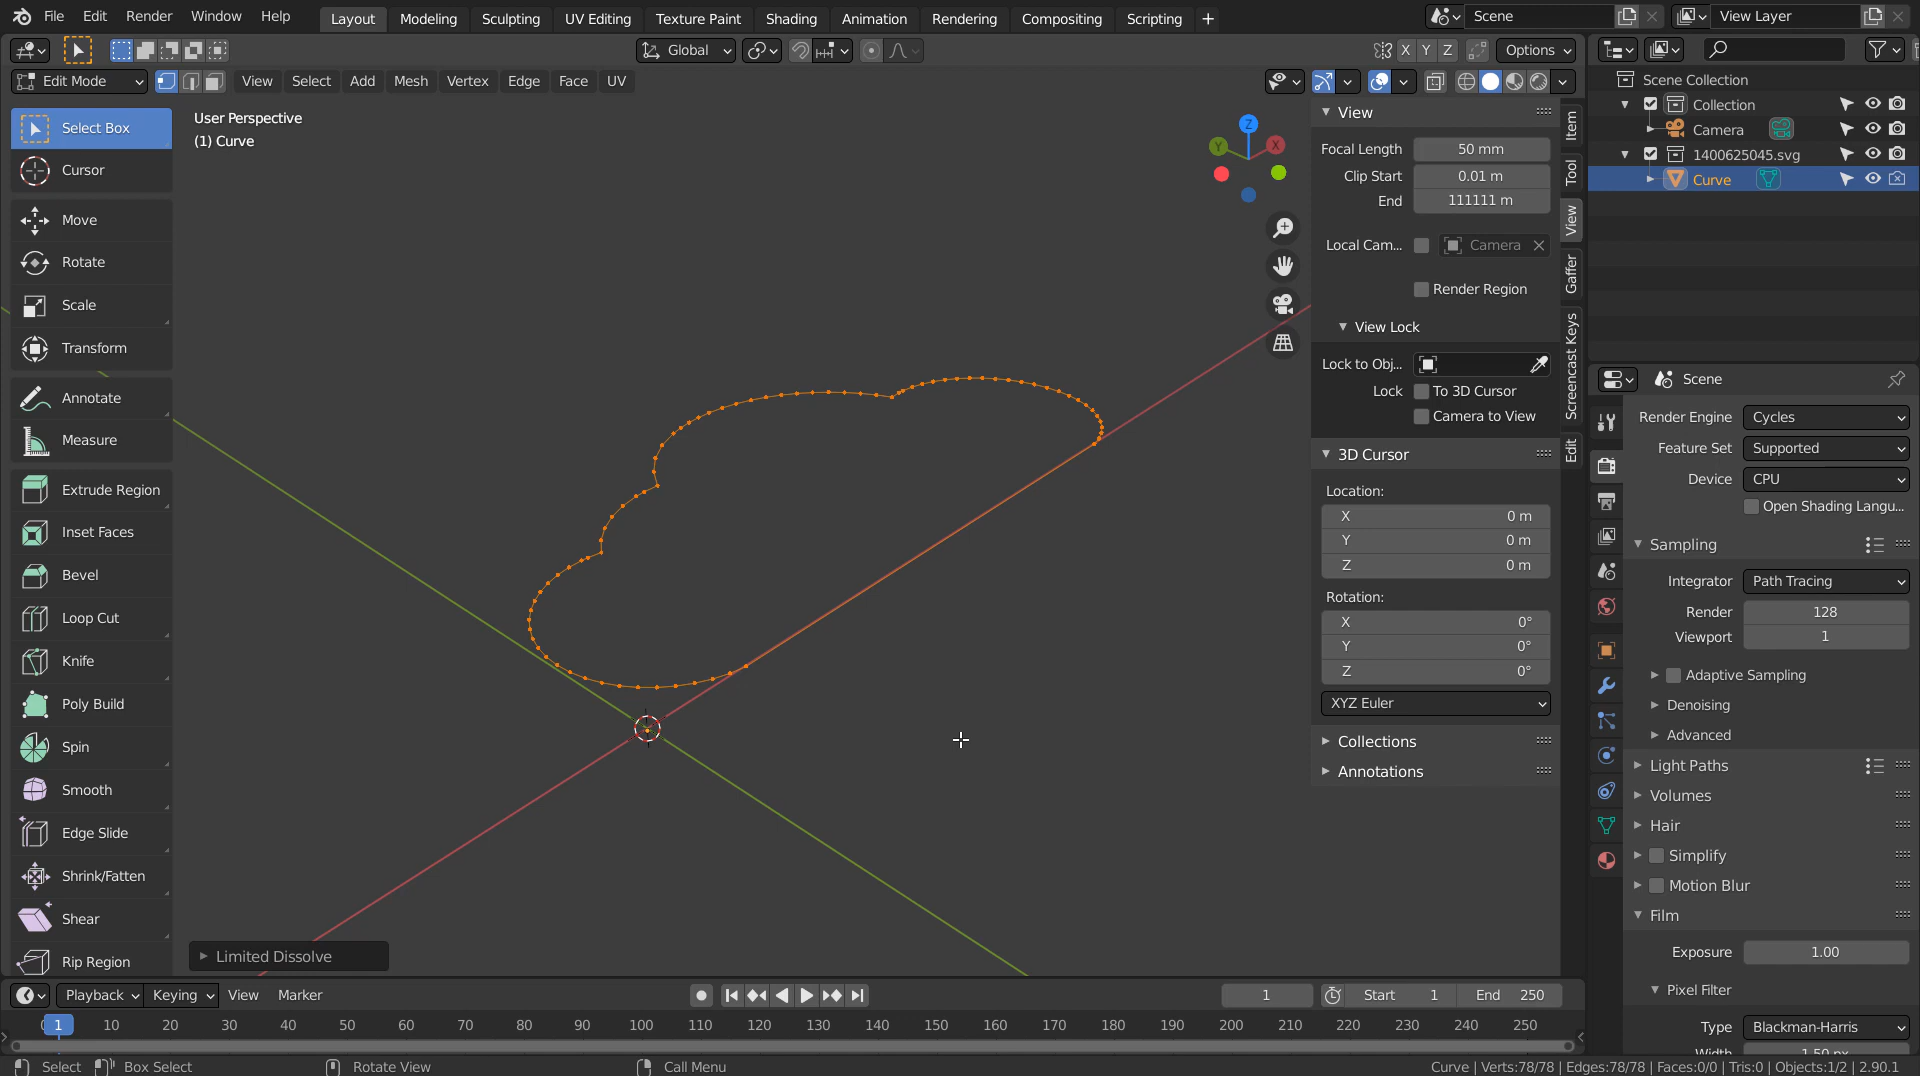 File Edit Render Window Help Layout Modeling Sculpting UV Editing Texture Paint Shading Animation Rendering Compositing Scripting + Scene View Layer
Global X Y Z Options
Edit Mode View Select Add Mesh Vertex Edge Face UV
Select Box
Cursor
Move
Rotate
Scale
Transform
Annotate
Measure
Extrude Region
Inset Faces
Bevel
Loop Cut
Knife
Poly Build
Spin
Smooth
Edge Slide
Shrink/Fatten
Shear
Rip Region
User Perspective
(1) Curve
Z
Y
X
Limited Dissolve
View
Focal Length 50 mm
Clip Start 0.01 m
End 111111 m
Local Cam... Camera
Render Region
View Lock
Lock to Obj...
Lock To 3D Cursor
Camera to View
3D Cursor
Location:
X 0 m
Y 0 m
Z 0 m
Rotation:
X 0°
Y 0°
Z 0°
XYZ Euler
Collections
Annotations
Item
Tool
View
Gaffer
Screencast Keys
Edit
Scene Collection
Collection
Camera
1400625045.svg
Curve
Scene
Render Engine Cycles
Feature Set Supported
Device CPU
Open Shading Langu...
Sampling
Integrator Path Tracing
Render 128
Viewport 1
Adaptive Sampling
Denoising
Advanced
Light Paths
Volumes
Hair
Simplify
Motion Blur
Film
Exposure 1.00
Pixel Filter
Type Blackman-Harris
Width 1.50 px
Playback Keying View Marker 1 Start 1 End 250
1 10 20 30 40 50 60 70 80 90 100 110 120 130 140 150 160 170 180 190 200 210 220 230 240 250
Select Box Select Rotate View Call Menu Curve | Verts:78/78 | Edges:78/78 | Faces:0/0 | Tris:0 | Objects:1/2 | 2.90.1